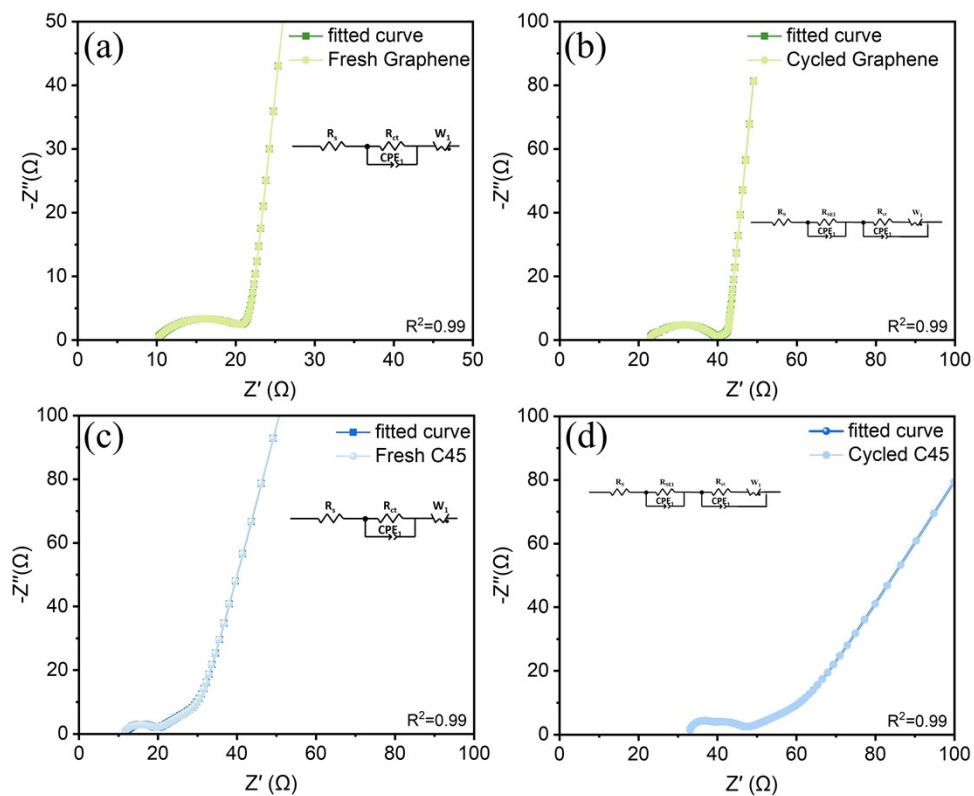 (a)
fitted curve
Fresh Graphene
Rs Rct W1
CPE1
R²=0.99
-Z″(Ω)
50
40
30
20
10
0
0 10 20 30 40 50
Z′ (Ω)
(b)
fitted curve
Cycled Graphene
Rs RSEI Rct W1
CPE1 CPE1
R²=0.99
-Z″(Ω)
100
80
60
40
20
0
0 20 40 60 80 100
Z′ (Ω)
(c)
fitted curve
Fresh C45
Rs Rct W1
CPE1
R²=0.99
-Z″(Ω)
100
80
60
40
20
0
0 20 40 60 80 100
Z′ (Ω)
(d)
fitted curve
Cycled C45
Rs RSEI Rct W1
CPE1 CPE1
R²=0.99
-Z″(Ω)
100
80
60
40
20
0
0 20 40 60 80 100
Z′ (Ω)